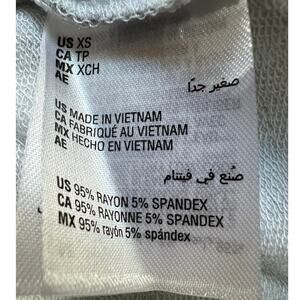 US XS
CA TP
MX XCH
AE
صغير جدًا
US MADE IN VIETNAM
CA FABRIQUÉ AU VIETNAM
MX HECHO EN VIETNAM
AE
صُنع في فيتنام
US 95% RAYON 5% SPANDEX
CA 95% RAYONNE 5% SPANDEX
MX 95% rayón 5% spándex